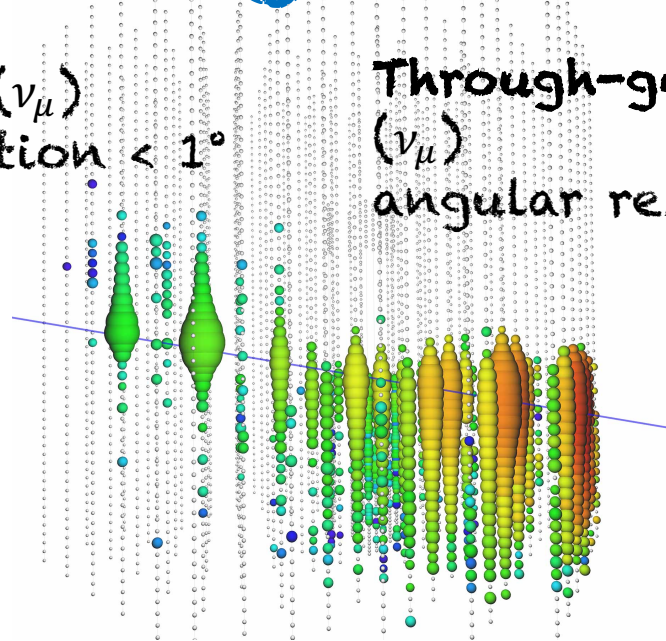 (νμ)
tion < 1°
Through-g
(νμ)
angular re